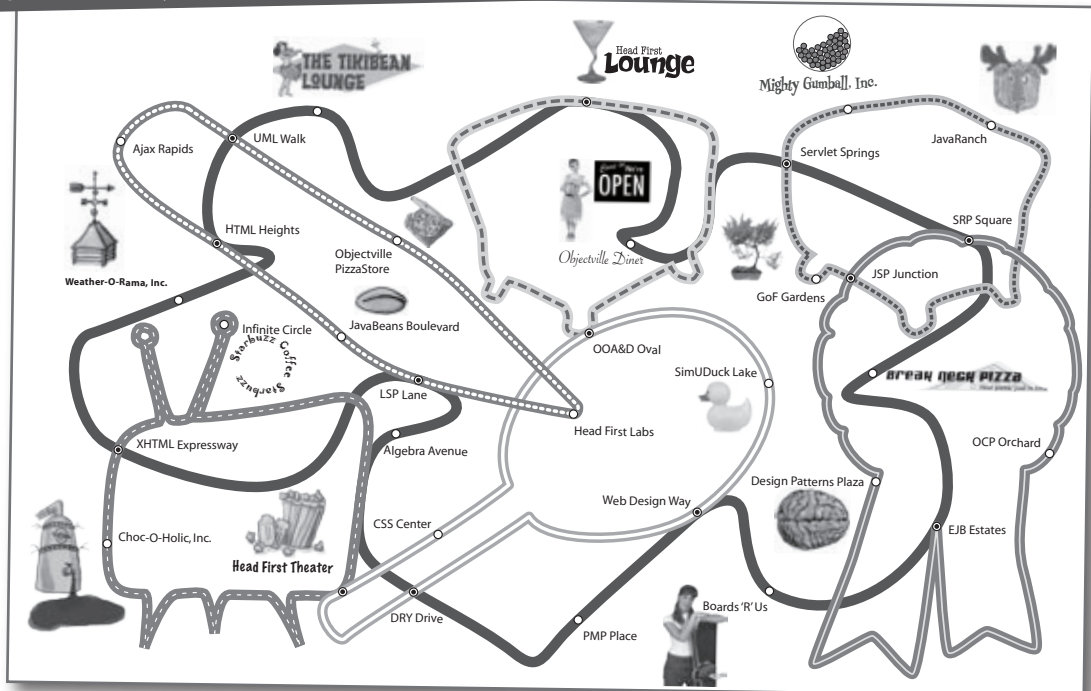 THE TIKIBEAN
LOUNGE
Head First
Lounge
Mighty Gumball, Inc.
Ajax Rapids
UML Walk
JavaRanch
Servlet Springs
OPEN
SRP Square
HTML Heights
Objectville
PizzaStore
Objectville Diner
Weather-O-Rama, Inc.
JSP Junction
GoF Gardens
JavaBeans Boulevard
Infinite Circle
Starbuzz Coffee
Starbuzz
OOA&D Oval
SimUDuck Lake
BREAK NECK PIZZA
LSP Lane
Head First Labs
XHTML Expressway
Algebra Avenue
OCP Orchard
Design Patterns Plaza
Web Design Way
CSS Center
EJB Estates
Choc-O-Holic, Inc.
Head First Theater
DRY Drive
Boards 'R' Us
PMP Place